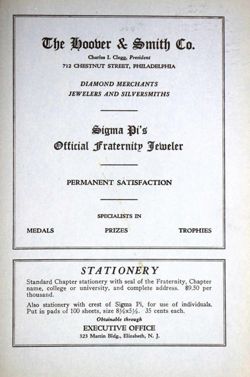 The Hoover & Smith Co.
Charles I. Clegg, President
712 CHESTNUT STREET, PHILADELPHIA
DIAMOND MERCHANTS
JEWELERS AND SILVERSMITHS
Sigma Pi's
Official Fraternity Jeweler
PERMANENT SATISFACTION
SPECIALISTS IN
MEDALS PRIZES TROPHIES
STATIONERY
Standard Chapter stationery with seal of the Fraternity, Chapter
name, college or university, and complete address. $9.50 per
thousand.
Also stationery with crest of Sigma Pi, for use of individuals.
Put in pads of 100 sheets, size 8½x5½. 35 cents each.
Obtainable through
EXECUTIVE OFFICE
323 Martin Bldg., Elizabeth, N. J.